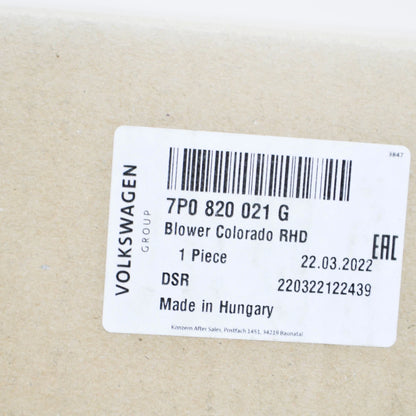 VOLKSWAGEN
GROUP
3847
7P0 820 021 G
Blower Colorado RHD
1 Piece
22.03.2022
EAC
DSR
220322122439
Made in Hungary
Konzern After Sales, Postfach 1451, 34219 Baunatal